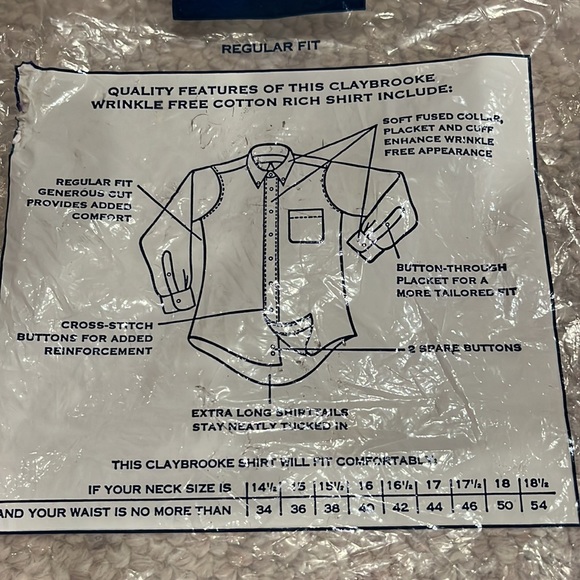 REGULAR FIT
QUALITY FEATURES OF THIS CLAYBROOKE
WRINKLE FREE COTTON RICH SHIRT INCLUDE:
SOFT FUSED COLLAR,
PLACKET AND CUFF
ENHANCE WRINKLE
FREE APPEARANCE
REGULAR FIT
GENEROUS CUT
PROVIDES ADDED
COMFORT
BUTTON-THROUGH
PLACKET FOR A
MORE TAILORED FIT
CROSS-STITCH
BUTTONS FOR ADDED
REINFORCEMENT
2 SPARE BUTTONS
EXTRA LONG SHIRTTAILS
STAY NEATLY TUCKED IN
THIS CLAYBROOKE SHIRT WILL FIT COMFORTABLY
IF YOUR NECK SIZE IS 14½ 15 15½ 16 16½ 17 17½ 18 18½
AND YOUR WAIST IS NO MORE THAN 34 36 38 40 42 44 46 50 54